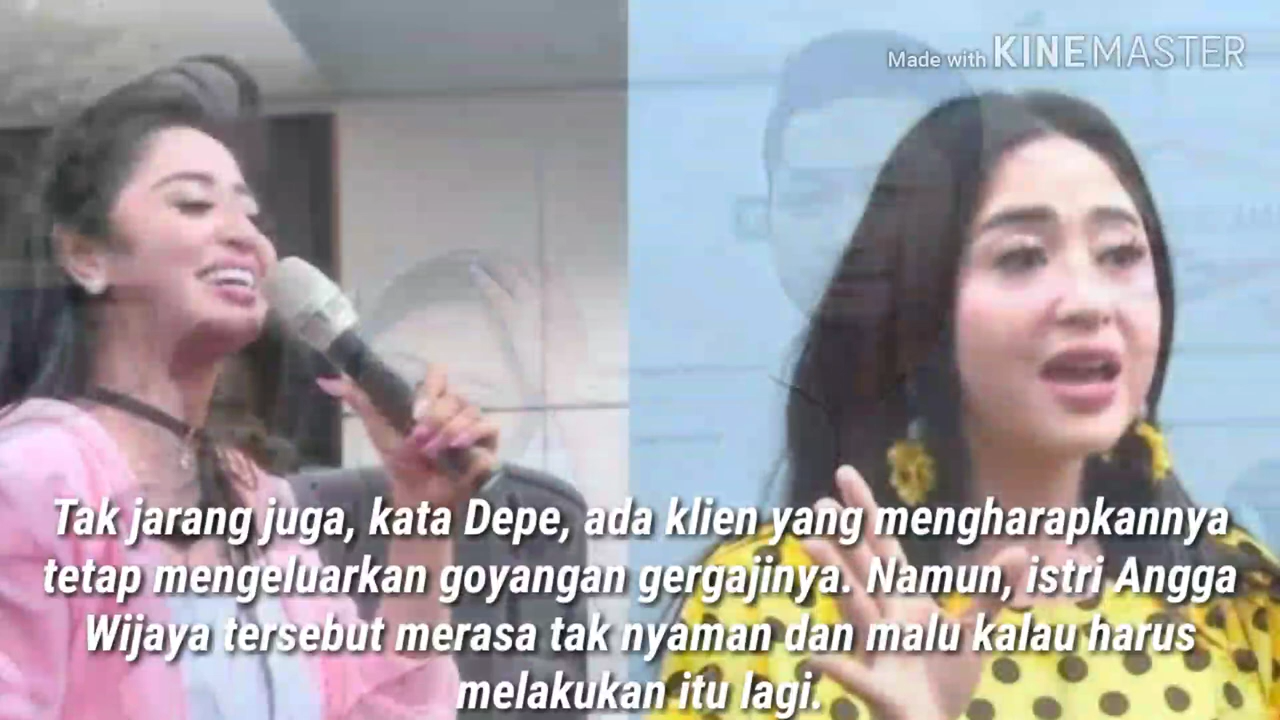 Made with KINEMASTER
Tak jarang juga, kata Depe, ada klien yang mengharapkannya
tetap mengeluarkan goyangan gergajinya. Namun, istri Angga
Wijaya tersebut merasa tak nyaman dan malu kalau harus
melakukan itu lagi.